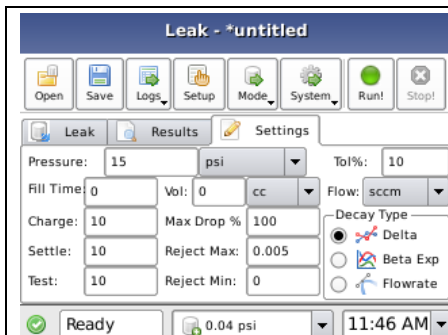 Leak - *untitled
Open Save Logs Setup Mode System Run! Stop!
Leak Results Settings
Pressure: 15 psi Tol%: 10
Fill Time: 0 Vol: 0 cc Flow: sccm
Charge: 10 Max Drop % 100 Decay Type
Delta
Settle: 10 Reject Max: 0.005
Beta Exp
Test: 10 Reject Min: 0
Flowrate
Ready 0.04 psi 11:46 AM